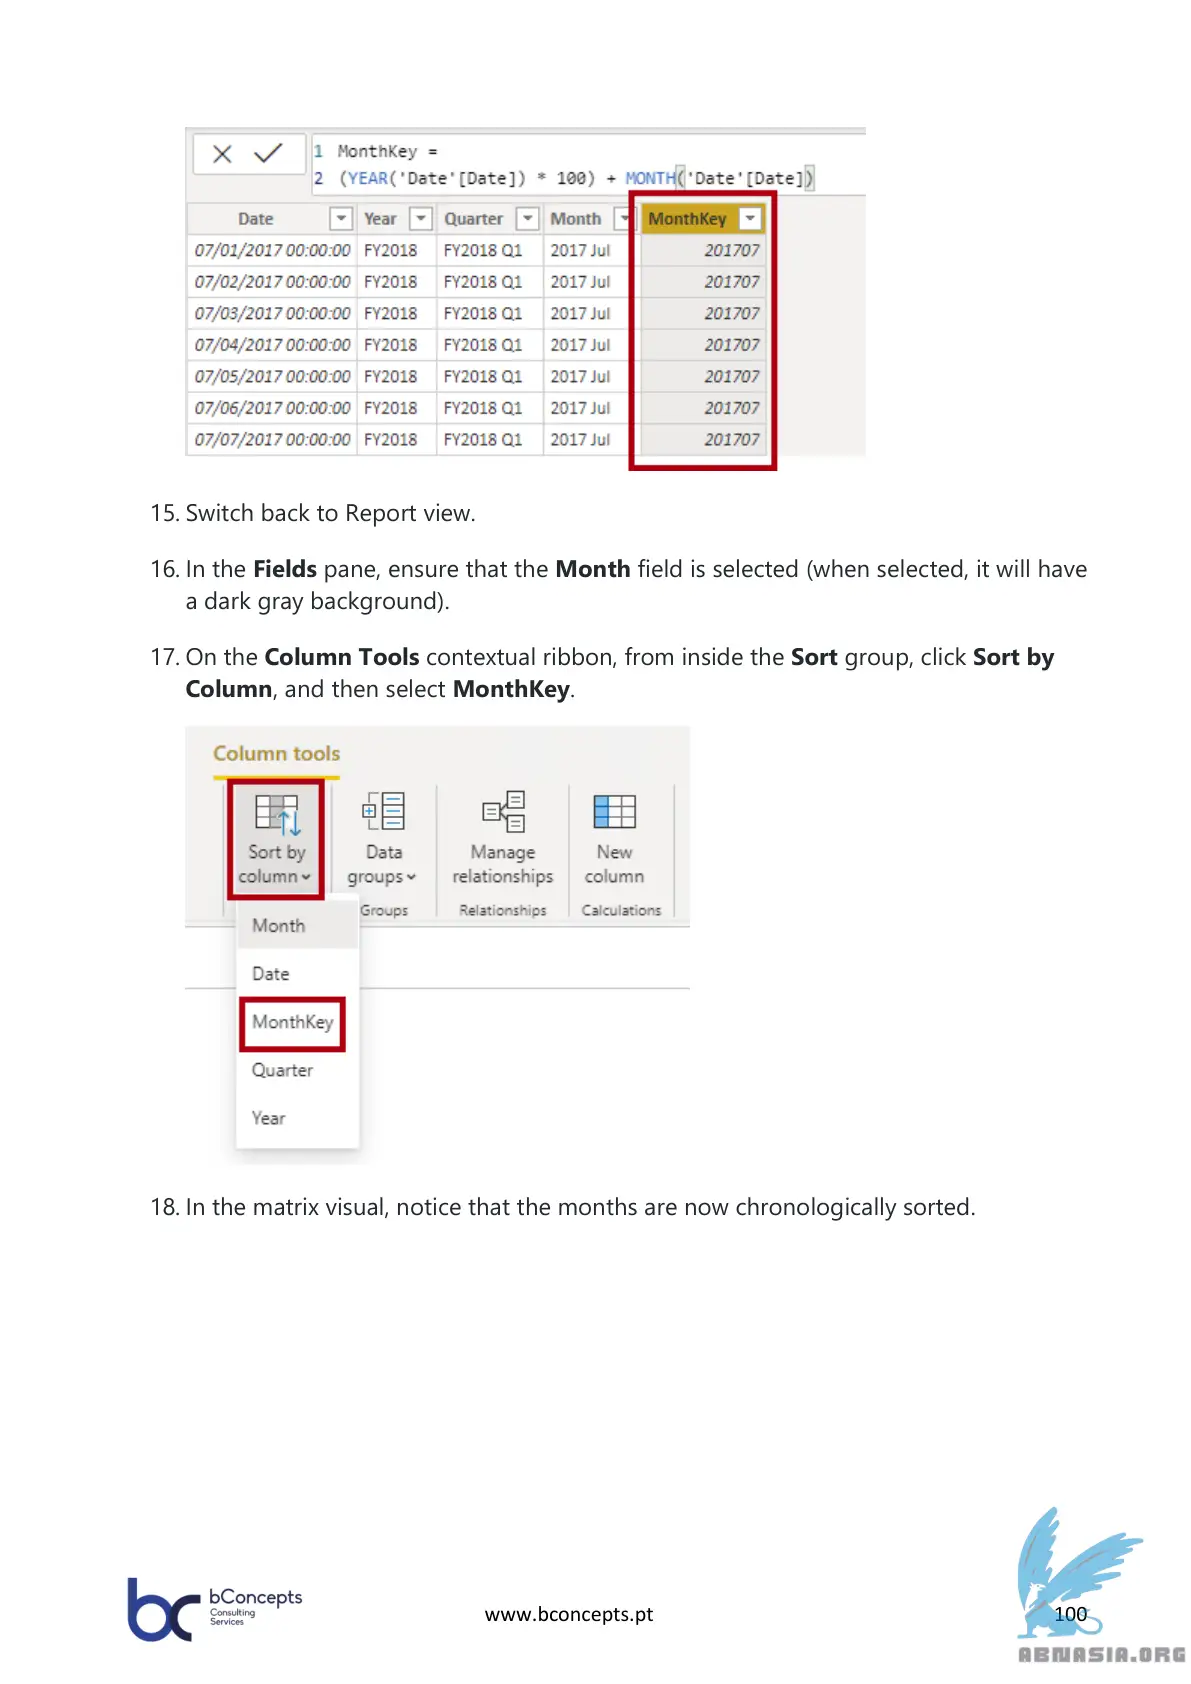 1 MonthKey =
2 (YEAR('Date'[Date]) * 100) + MONTH('Date'[Date])
Date Year Quarter Month MonthKey
07/01/2017 00:00:00 FY2018 FY2018 Q1 2017 Jul 201707
07/02/2017 00:00:00 FY2018 FY2018 Q1 2017 Jul 201707
07/03/2017 00:00:00 FY2018 FY2018 Q1 2017 Jul 201707
07/04/2017 00:00:00 FY2018 FY2018 Q1 2017 Jul 201707
07/05/2017 00:00:00 FY2018 FY2018 Q1 2017 Jul 201707
07/06/2017 00:00:00 FY2018 FY2018 Q1 2017 Jul 201707
07/07/2017 00:00:00 FY2018 FY2018 Q1 2017 Jul 201707
15. Switch back to Report view.
16. In the Fields pane, ensure that the Month field is selected (when selected, it will have
a dark gray background).
17. On the Column Tools contextual ribbon, from inside the Sort group, click Sort by
Column, and then select MonthKey.
Column tools
Sort by Data Manage New
column groups relationships column
Groups Relationships Calculations
Month
Date
MonthKey
Quarter
Year
18. In the matrix visual, notice that the months are now chronologically sorted.
bc bConcepts
Consulting
Services
www.bconcepts.pt
100
ABNASIA.ORG